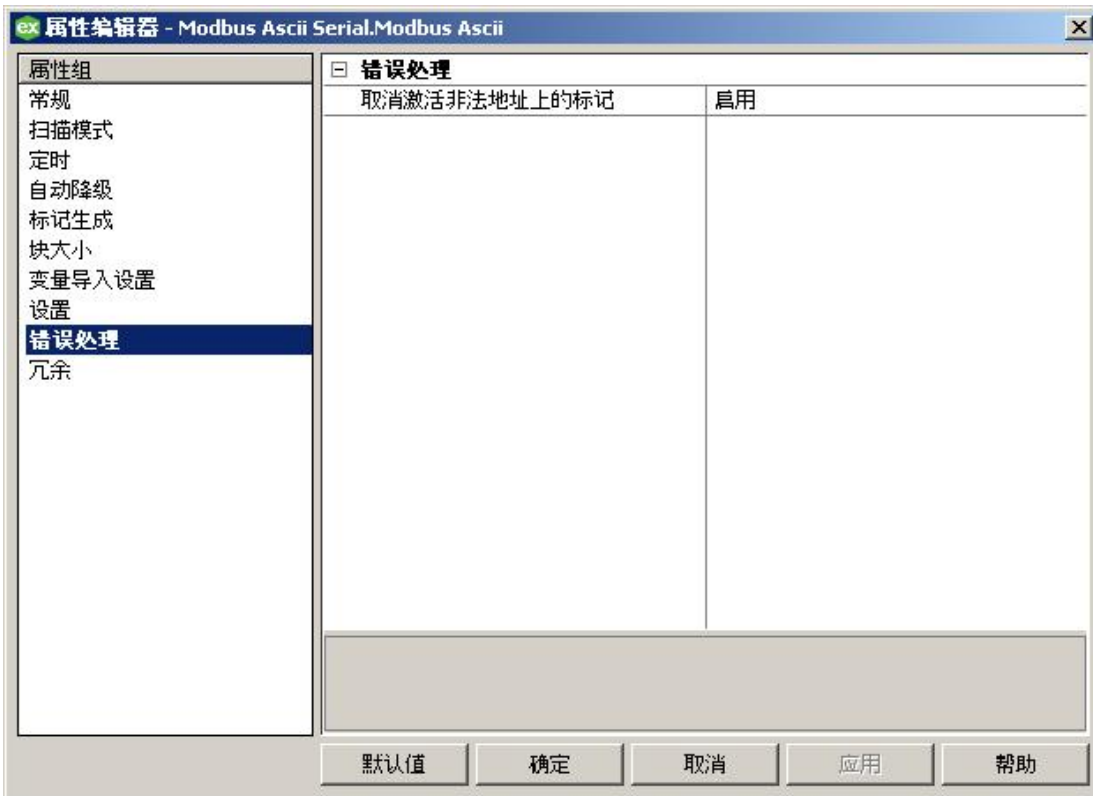 ex 属性编辑器 - Modbus Ascii Serial.Modbus Ascii
属性组
常规
扫描模式
定时
自动降级
标记生成
块大小
变量导入设置
设置
错误处理
冗余
错误处理
取消激活非法地址上的标记 启用
默认值 确定 取消 应用 帮助